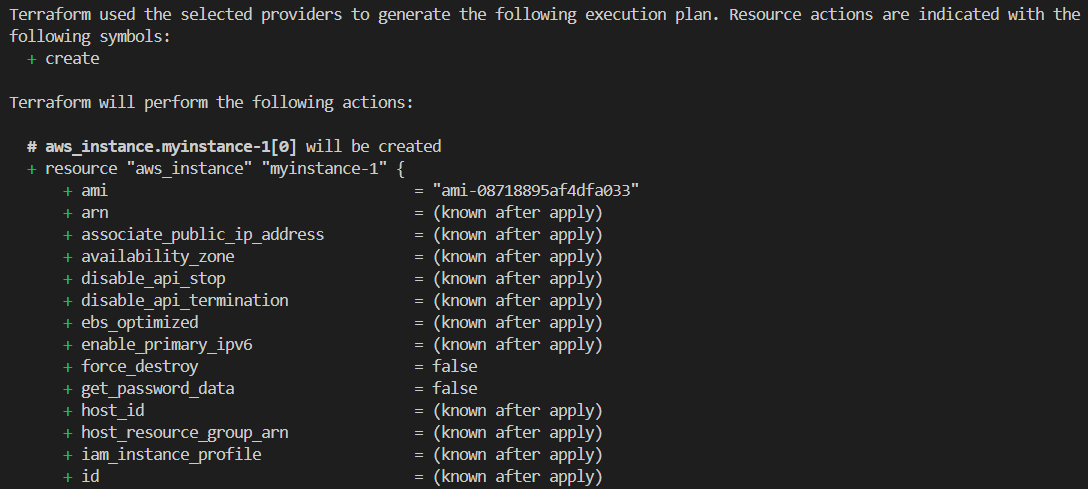 Terraform used the selected providers to generate the following execution plan. Resource actions are indicated with the
following symbols:
  + create

Terraform will perform the following actions:

  # aws_instance.myinstance-1[0] will be created
  + resource "aws_instance" "myinstance-1" {
      + ami                                  = "ami-08718895af4dfa033"
      + arn                                  = (known after apply)
      + associate_public_ip_address          = (known after apply)
      + availability_zone                    = (known after apply)
      + disable_api_stop                     = (known after apply)
      + disable_api_termination              = (known after apply)
      + ebs_optimized                        = (known after apply)
      + enable_primary_ipv6                  = (known after apply)
      + force_destroy                        = false
      + get_password_data                    = false
      + host_id                              = (known after apply)
      + host_resource_group_arn              = (known after apply)
      + iam_instance_profile                 = (known after apply)
      + id                                   = (known after apply)